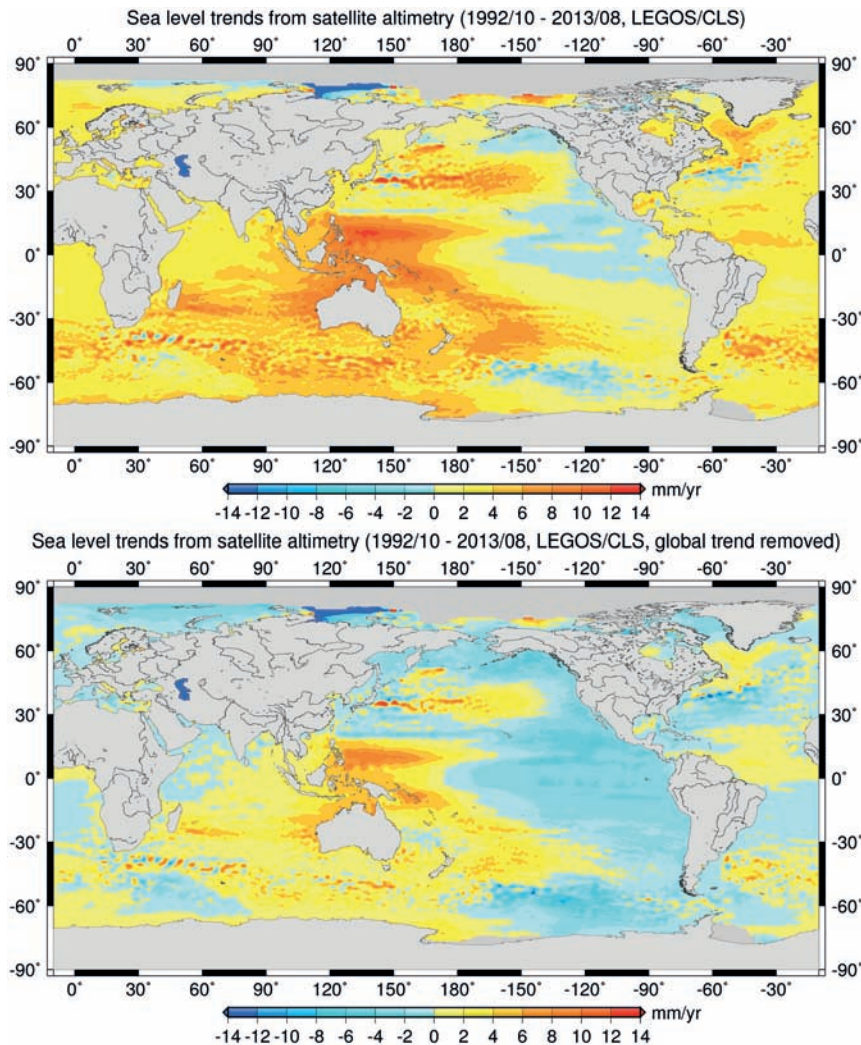 Sea level trends from satellite altimetry (1992/10 - 2013/08, LEGOS/CLS)
0° 30° 60° 90° 120° 150° 180° -150° -120° -90° -60° -30°
90° 90°
60° 60°
30° 30°
0° 0°
-30° -30°
-60° -60°
-90° -90°
0° 30° 60° 90° 120° 150° 180° -150° -120° -90° -60° -30°
mm/yr
-14 -12 -10 -8 -6 -4 -2 0 2 4 6 8 10 12 14
Sea level trends from satellite altimetry (1992/10 - 2013/08, LEGOS/CLS, global trend removed)
0° 30° 60° 90° 120° 150° 180° -150° -120° -90° -60° -30°
90° 90°
60° 60°
30° 30°
0° 0°
-30° -30°
-60° -60°
-90° -90°
0° 30° 60° 90° 120° 150° 180° -150° -120° -90° -60° -30°
mm/yr
-14 -12 -10 -8 -6 -4 -2 0 2 4 6 8 10 12 14